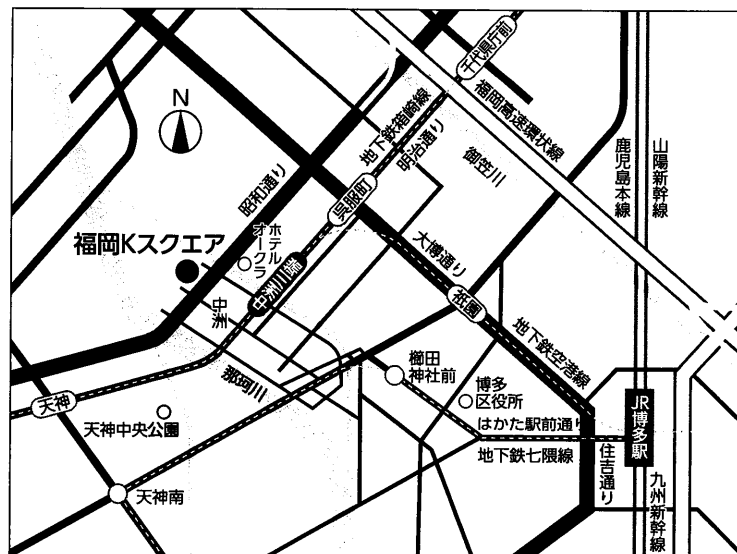 N
福岡Kスクエア
昭和通り
地下鉄箱崎線
明治通り
千代県庁前
福岡高速環状線
御笠川
鹿児島本線
山陽新幹線
呉服町
ホテル
オークラ
中洲川端
中洲
大博通り
祇園
地下鉄空港線
那珂川
櫛田
神社前
博多
区役所
はかた駅前通り
地下鉄七隈線
住吉通り
JR博多駅
九州新幹線
天神
天神中央公園
天神南